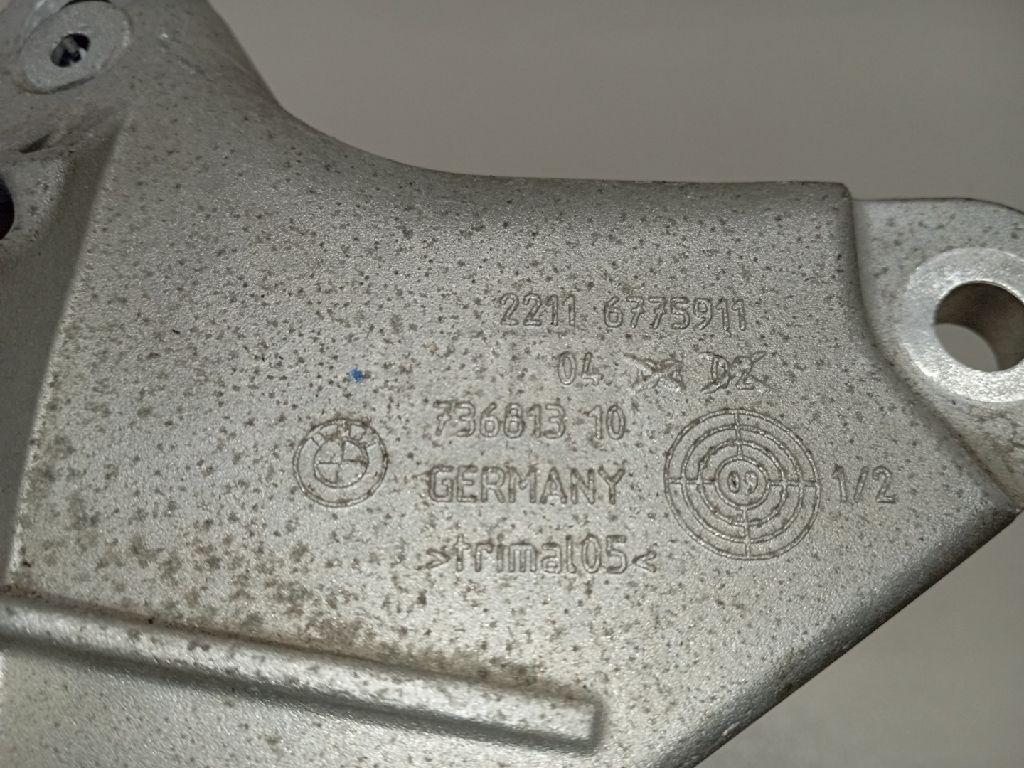 2211 6775911
04
736813 10
GERMANY
>trimal05<
09
1/2